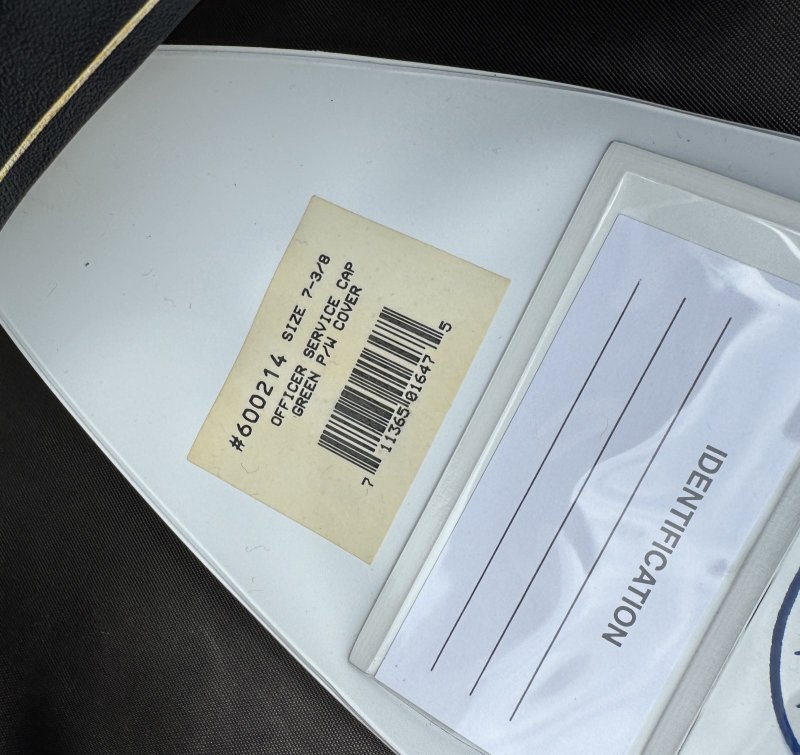 #600214 SIZE 7-3/8
OFFICER SERVICE CAP
GREEN P/W COVER
7 11365 01647 5
IDENTIFICATION